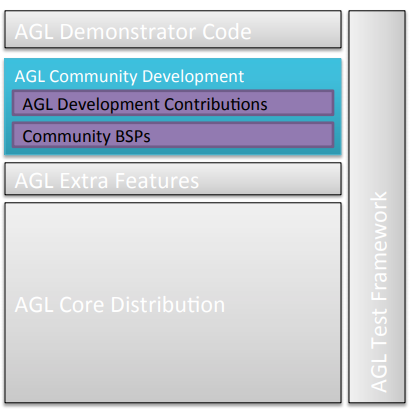 AGL Demonstrator Code
AGL Community Development
AGL Development Contributions
Community BSPs
AGL Extra Features
AGL Core Distribution
AGL Test Framework